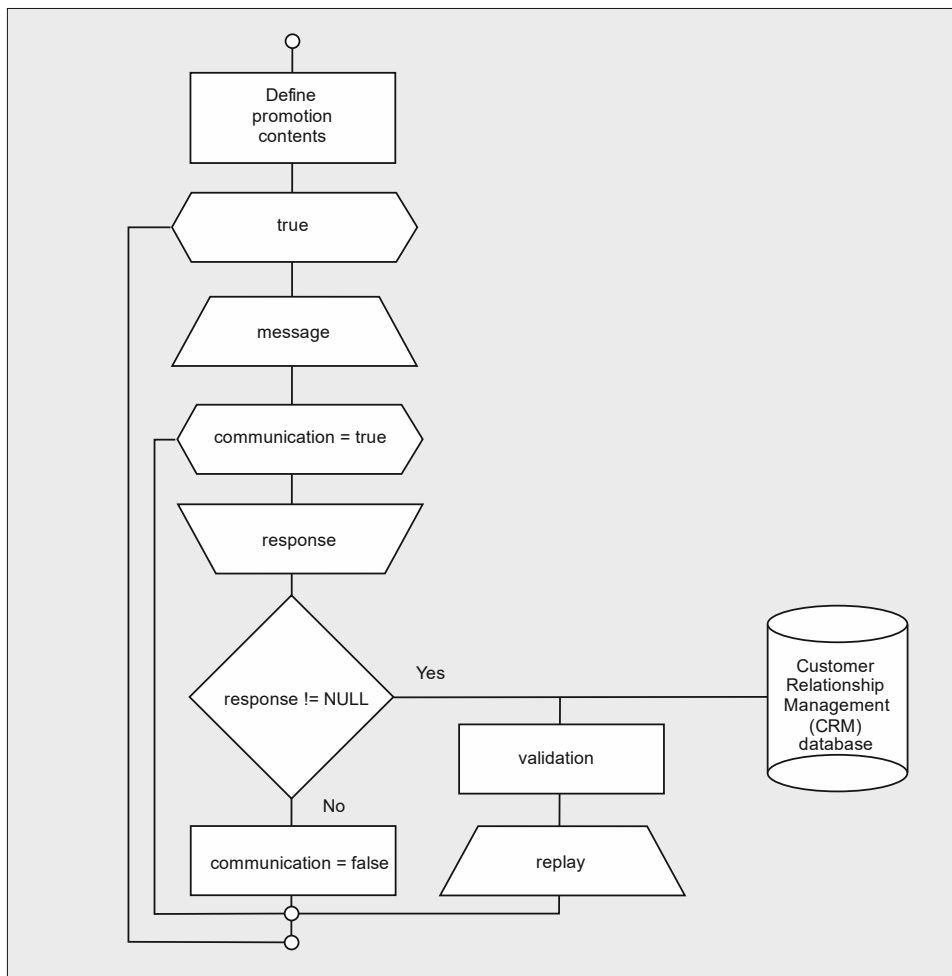 Define
promotion
contents
true
message
communication = true
response
response != NULL
Yes
Customer
Relationship
Management
(CRM)
database
validation
No
communication = false
replay